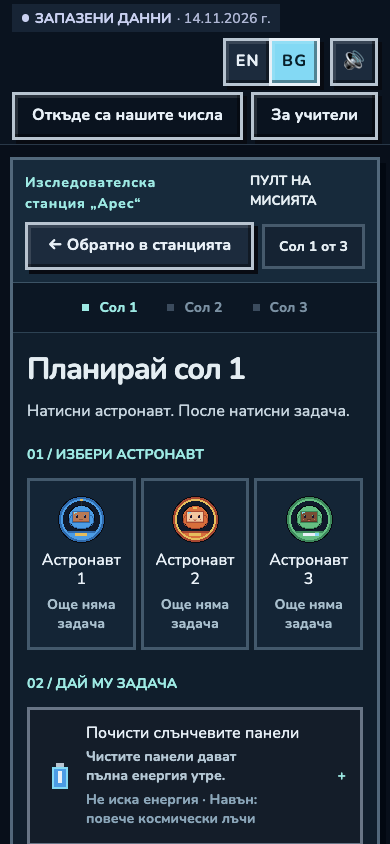 ЗАПАЗЕНИ ДАННИ · 14.11.2026 г.
EN BG
Откъде са нашите числа За учители
Изследователска
станция „Арес“
ПУЛТ НА
МИСИЯТА
← Обратно в станцията
Сол 1 от 3
Сол 1 Сол 2 Сол 3
Планирай сол 1
Натисни астронавт. После натисни задача.
01 / ИЗБЕРИ АСТРОНАВТ
Астронавт
1
Още няма
задача
Астронавт
2
Още няма
задача
Астронавт
3
Още няма
задача
02 / ДАЙ МУ ЗАДАЧА
Почисти слънчевите панели
Чистите панели дават
пълна енергия утре.
+
Не иска енергия · Навън:
повече космически лъчи